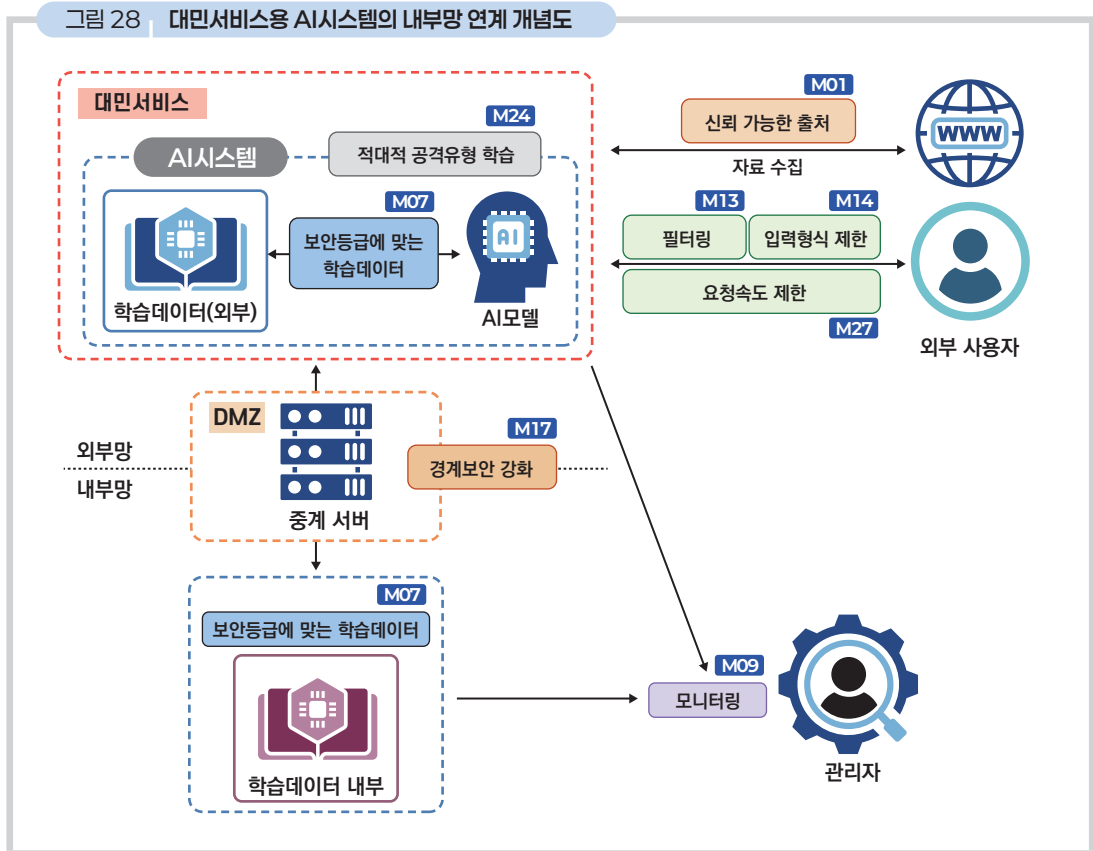 그림 28 대민서비스용 AI시스템의 내부망 연계 개념도
대민서비스
M24
적대적 공격유형 학습
AI시스템
M07
보안등급에 맞는
학습데이터
AI
학습데이터(외부)
AI모델
M01
신뢰 가능한 출처
자료 수집
WWW
M13
M14
필터링
입력형식 제한
요청속도 제한
M27
외부 사용자
DMZ
M17
경계보안 강화
외부망
내부망
중계 서버
M07
보안등급에 맞는 학습데이터
학습데이터 내부
M09
모니터링
관리자